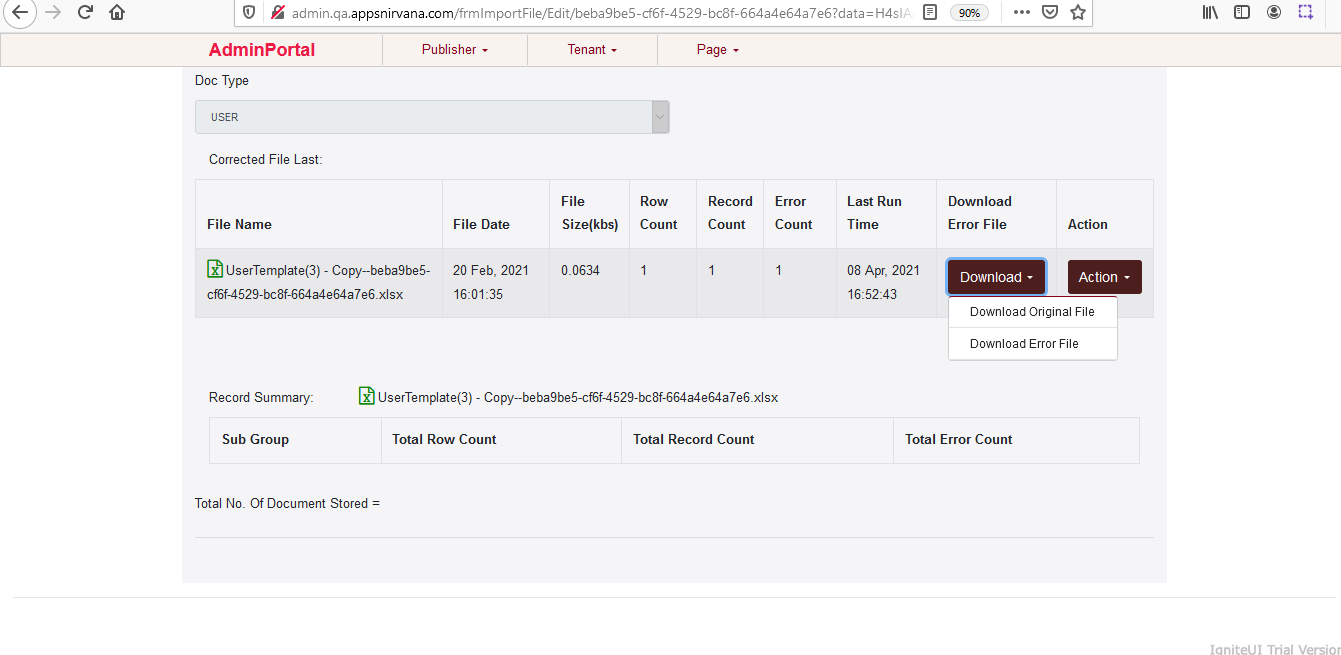 admin.qa.appsnirvana.com/frmImportFile/Edit/beba9be5-cf6f-4529-bc8f-664a4e64a7e6?data=H4sIA
90%
AdminPortal Publisher Tenant Page
Doc Type
USER
Corrected File Last:
File Row Record Error Last Run Download
File Name File Date Size(kbs) Count Count Count Time Error File Action
UserTemplate(3) - Copy--beba9be5- 20 Feb, 2021 0.0634 1 1 1 08 Apr, 2021 Download Action
cf6f-4529-bc8f-664a4e64a7e6.xlsx 16:01:35 16:52:43
Download Original File
Download Error File
Record Summary: UserTemplate(3) - Copy--beba9be5-cf6f-4529-bc8f-664a4e64a7e6.xlsx
Sub Group Total Row Count Total Record Count Total Error Count
Total No. Of Document Stored =
IgniteUI Trial Version